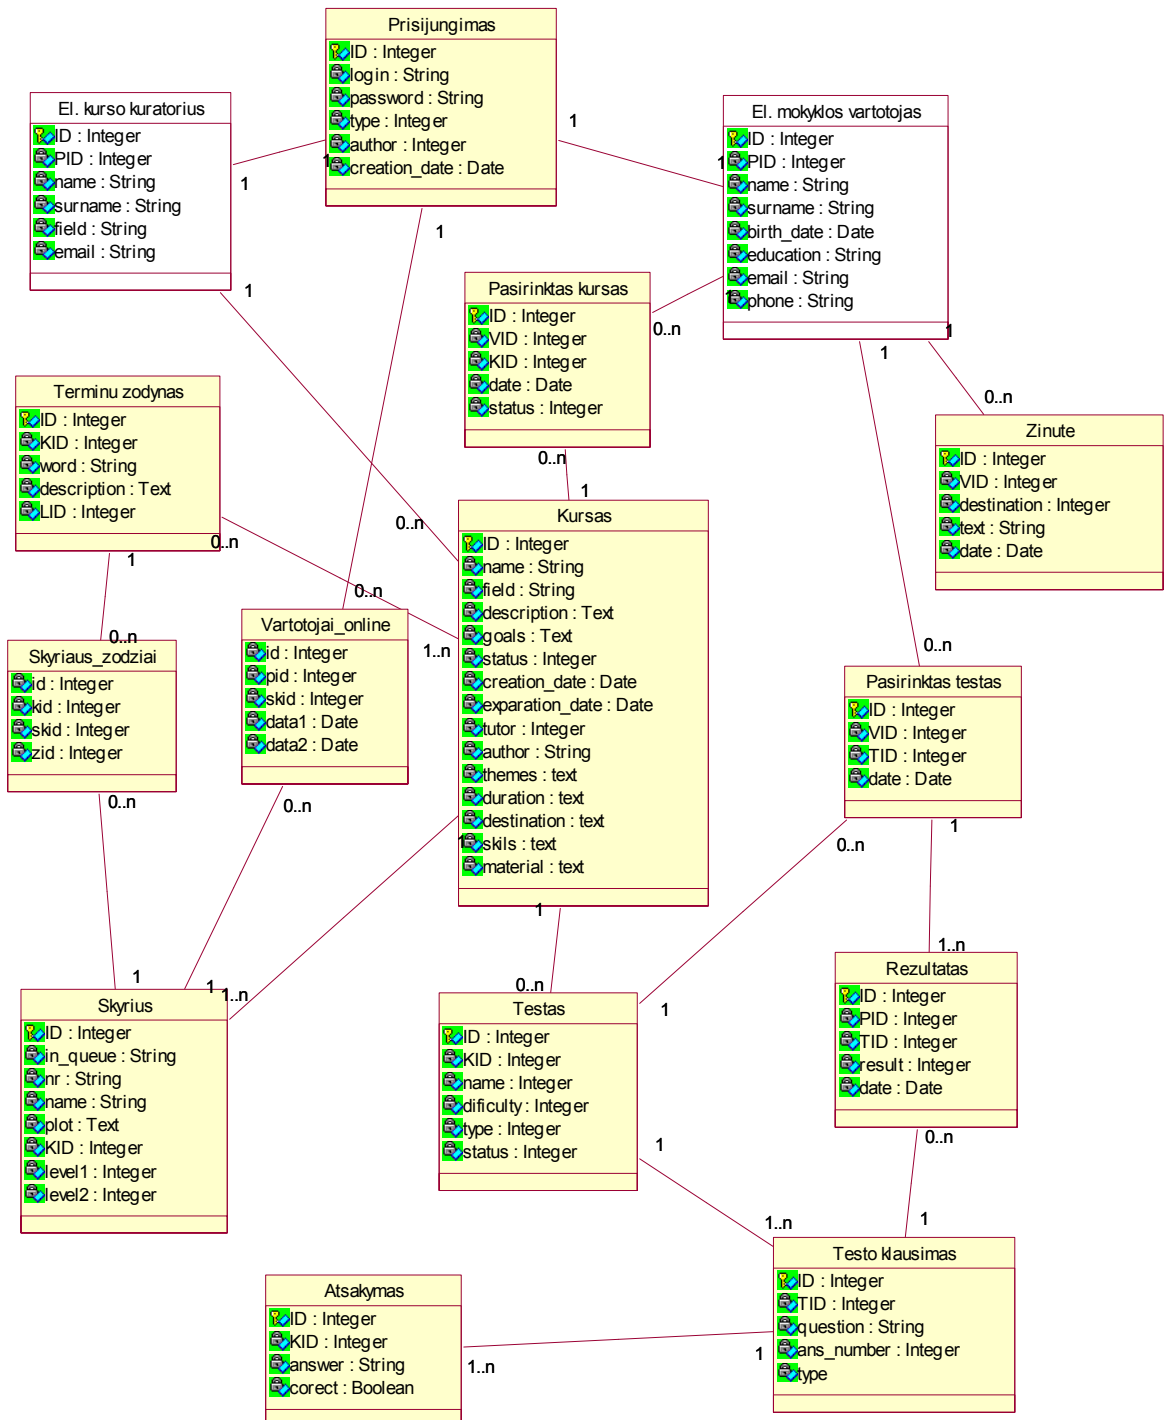 Prisijungimas
ID : Integer
login : String
password : String
type : Integer
author : Integer
creation_date : Date
El. kurso kuratorius
ID : Integer
PID : Integer
name : String
surname : String
field : String
email : String
El. mokyklos vartotojas
ID : Integer
PID : Integer
name : String
surname : String
birth_date : Date
education : String
email : String
phone : String
1
1
1
1
1
1
1
1
1
Pasirinktas kursas
ID : Integer
VID : Integer
KID : Integer
date : Date
status : Integer
0..n
0..n
1
0..n
Terminu zodynas
ID : Integer
KID : Integer
word : String
description : Text
LID : Integer
Zinute
ID : Integer
VID : Integer
destination : Integer
text : String
date : Date
Kursas
ID : Integer
name : String
field : String
description : Text
goals : Text
status : Integer
creation_date : Date
exparation_date : Date
tutor : Integer
author : String
themes : text
duration : text
destination : text
skils : text
material : text
0..n
0..n
1
0..n
0..n
1..n
0..n
Skyriaus_zodziai
id : Integer
kid : Integer
skid : Integer
zid : Integer
Vartotojai_online
id : Integer
pid : Integer
skid : Integer
data1 : Date
data2 : Date
Pasirinktas testas
ID : Integer
VID : Integer
TID : Integer
date : Date
0..n
0..n
1
0..n
1
1
1..n
1
1
1..n
0..n
1
Skyrius
ID : Integer
in_queue : String
nr : String
name : String
plot : Text
KID : Integer
level1 : Integer
level2 : Integer
Testas
ID : Integer
KID : Integer
name : Integer
dificulty : Integer
type : Integer
status : Integer
Rezultatas
ID : Integer
PID : Integer
TID : Integer
result : Integer
date : Date
1
0..n
1..n
1
Testo klausimas
ID : Integer
TID : Integer
question : String
ans_number : Integer
type
Atsakymas
ID : Integer
KID : Integer
answer : String
corect : Boolean
1..n
1